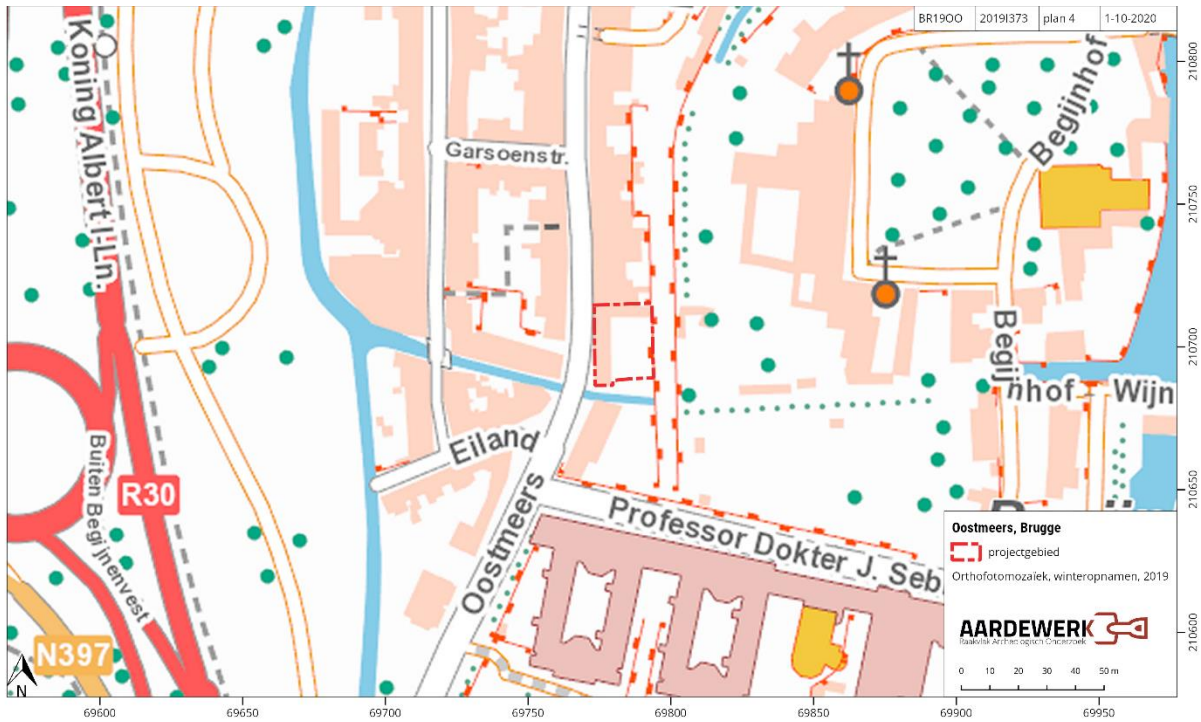 BR19OO 2019I373 plan 4 1-10-2020
Koning Albert I-Ln.
Garsoenstr.
Begijnhof
Begijnhof - Wijn
Eiland
Oostmeers
Professor Dokter J. Seb.
Buiten Begijnenvest
R30
N397
N
Oostmeers, Brugge
projectgebied
Orthofotomozaïek, winteropnamen, 2019
AARDEWERK
Raakvlak Archeologisch Onderzoek
0 10 20 30 40 50 m
210800
210750
210700
210650
210600
69600 69650 69700 69750 69800 69850 69900 69950